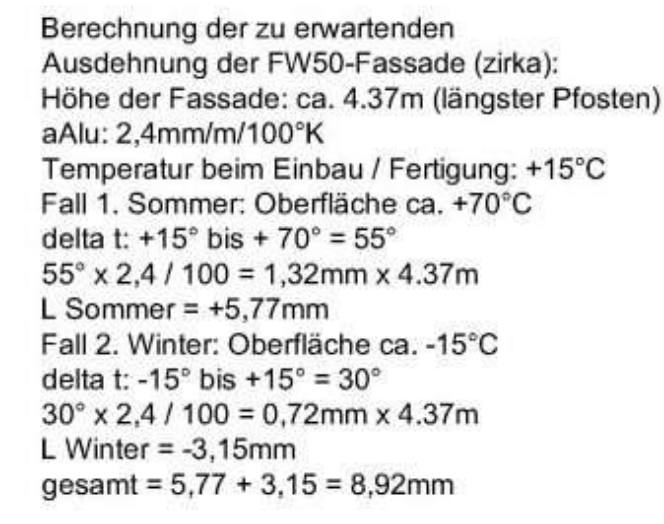 Berechnung der zu erwartenden
Ausdehnung der FW50-Fassade (zirka):
Höhe der Fassade: ca. 4.37m (längster Pfosten)
aAlu: 2,4mm/m/100°K
Temperatur beim Einbau / Fertigung: +15°C
Fall 1. Sommer: Oberfläche ca. +70°C
delta t: +15° bis + 70° = 55°
55° x 2,4 / 100 = 1,32mm x 4.37m
L Sommer = +5,77mm
Fall 2. Winter: Oberfläche ca. -15°C
delta t: -15° bis +15° = 30°
30° x 2,4 / 100 = 0,72mm x 4.37m
L Winter = -3,15mm
gesamt = 5,77 + 3,15 = 8,92mm